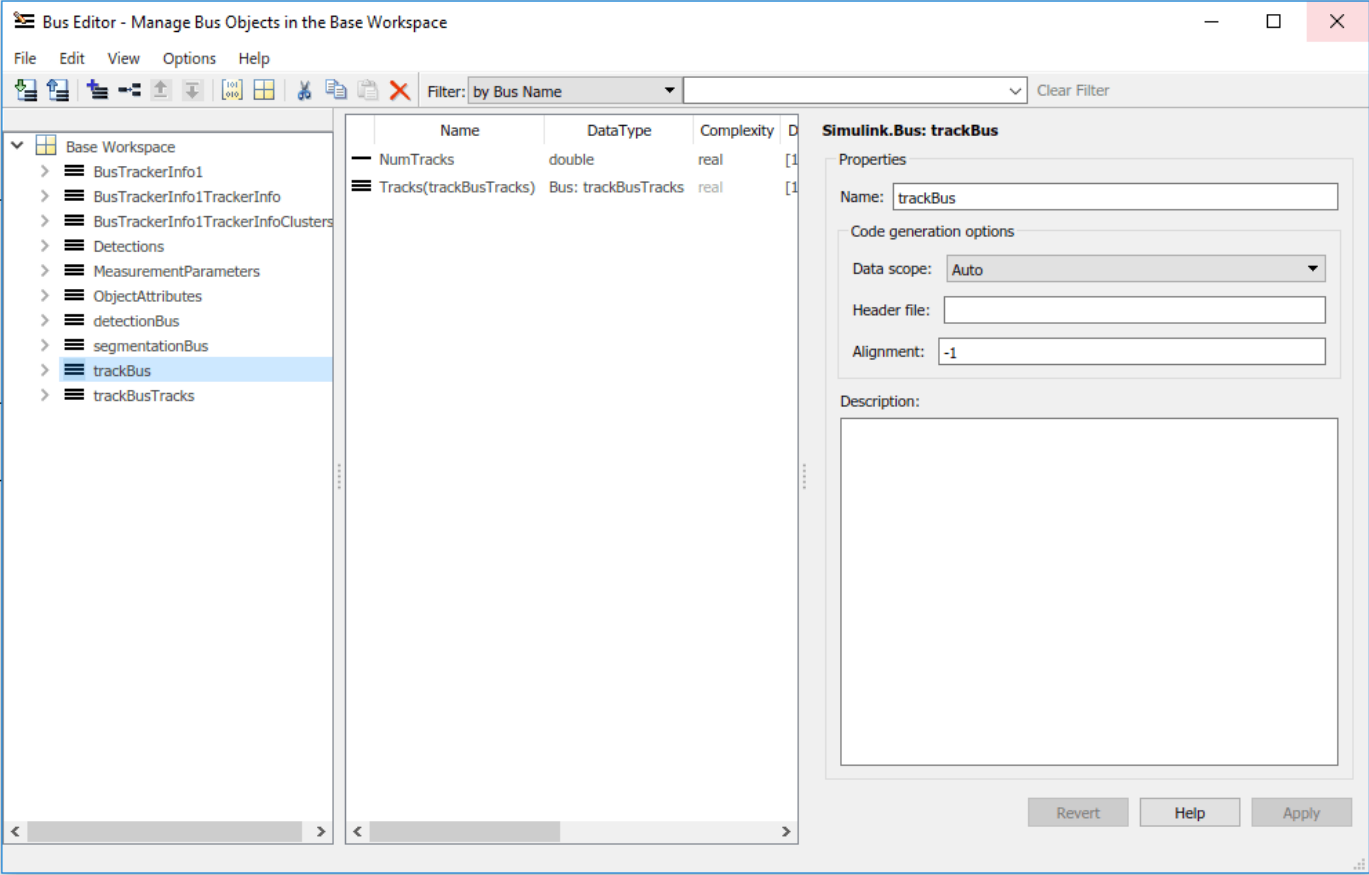 Bus Editor - Manage Bus Objects in the Base Workspace
File Edit View Options Help
Filter: by Bus Name Clear Filter
Base Workspace
BusTrackerInfo1
BusTrackerInfo1TrackerInfo
BusTrackerInfo1TrackerInfoClusters
Detections
MeasurementParameters
ObjectAttributes
detectionBus
segmentationBus
trackBus
trackBusTracks
Name DataType Complexity D
NumTracks double real [1
Tracks(trackBusTracks) Bus: trackBusTracks real [1
Simulink.Bus: trackBus
Properties
Name: trackBus
Code generation options
Data scope: Auto
Header file:
Alignment: -1
Description:
Revert Help Apply